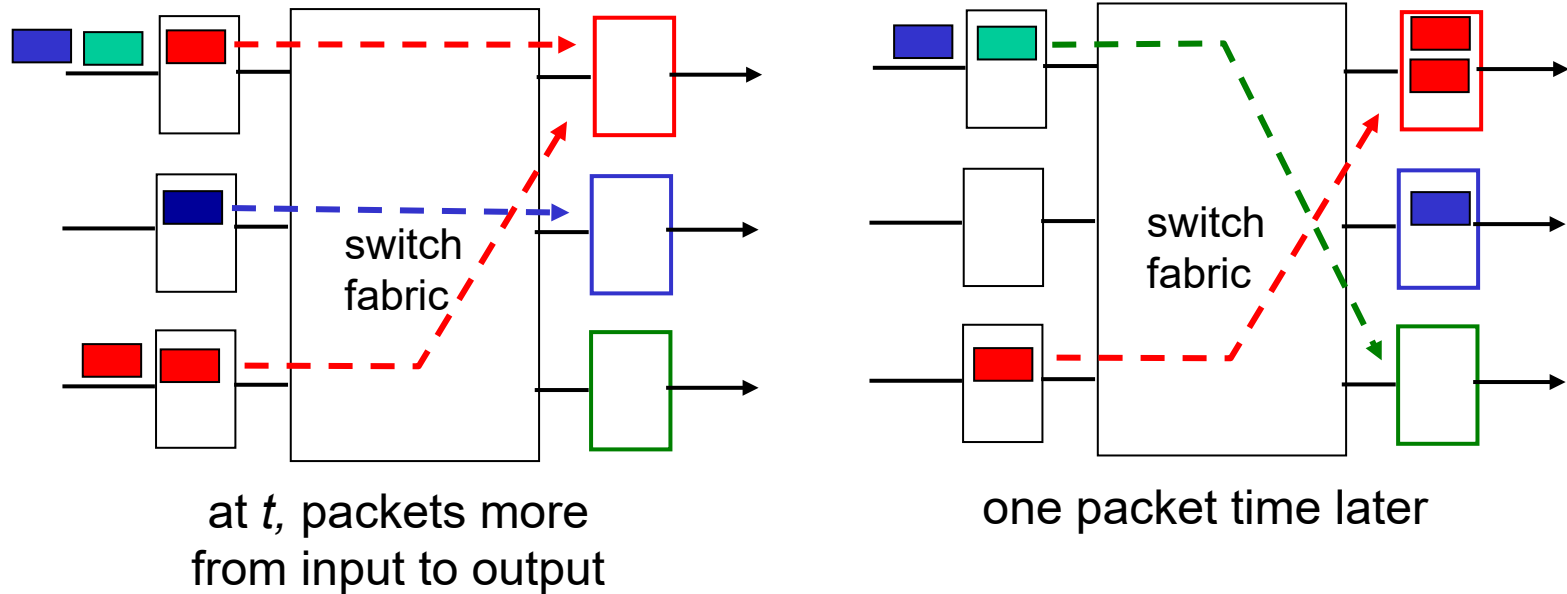 switch
fabric
at t, packets more
from input to output
switch
fabric
one packet time later